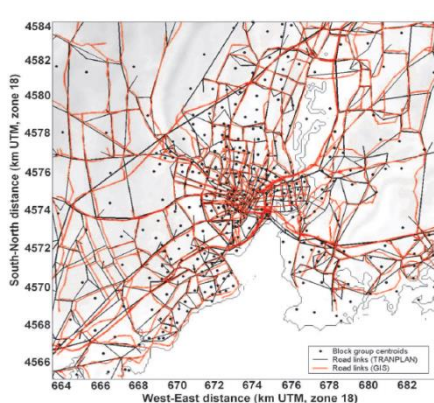 4584
4582
4580
4578
4576
4574
4572
4570
4568
4566
South-North distance (km UTM, zone 18)
664 666 668 670 672 674 676 678 680 682
West-East distance (km UTM, zone 18)
Block group centroids
Road links (TRANPLAN)
Road links (GIS)